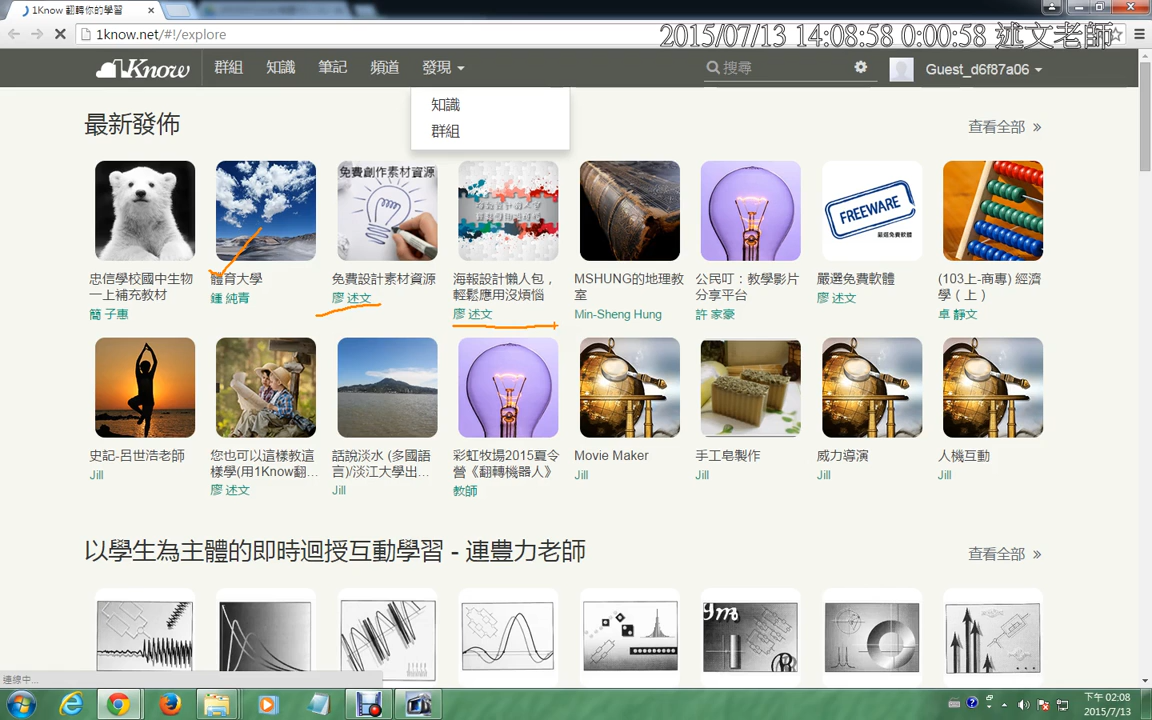 1Know 翻轉你的學習
1know.net/#!/explore
2015/07/13 14:08:58 0:00:58 述文老師
1Know 群組 知識 筆記 頻道 發現 搜尋 Guest_d6f87a06
知識
群組
最新發佈 查看全部 »
免費創作素材資源
FREEWARE
嚴選免費軟體
忠信學校國中生物
一上補充教材
簡 子惠
體育大學
鍾 純青
免費設計素材資源
廖 述文
海報設計懶人包，
輕鬆應用沒煩惱
廖 述文
MSHUNG的地理教
室
Min-Sheng Hung
公民叮：教學影片
分享平台
許 家豪
嚴選免費軟體
廖 述文
(103上-商專) 經濟
學（上）
卓 靜文
史記-呂世浩老師
Jill
您也可以這樣教這
樣學(用1Know翻...
廖 述文
話說淡水 (多國語
言)/淡江大學出...
Jill
彩虹牧場2015夏令
營《翻轉機器人》
教師
Movie Maker
Jill
手工皂製作
Jill
威力導演
Jill
人機互動
Jill
以學生為主體的即時迴授互動學習 - 連豐力老師 查看全部 »
連線中...
下午 02:08
2015/7/13